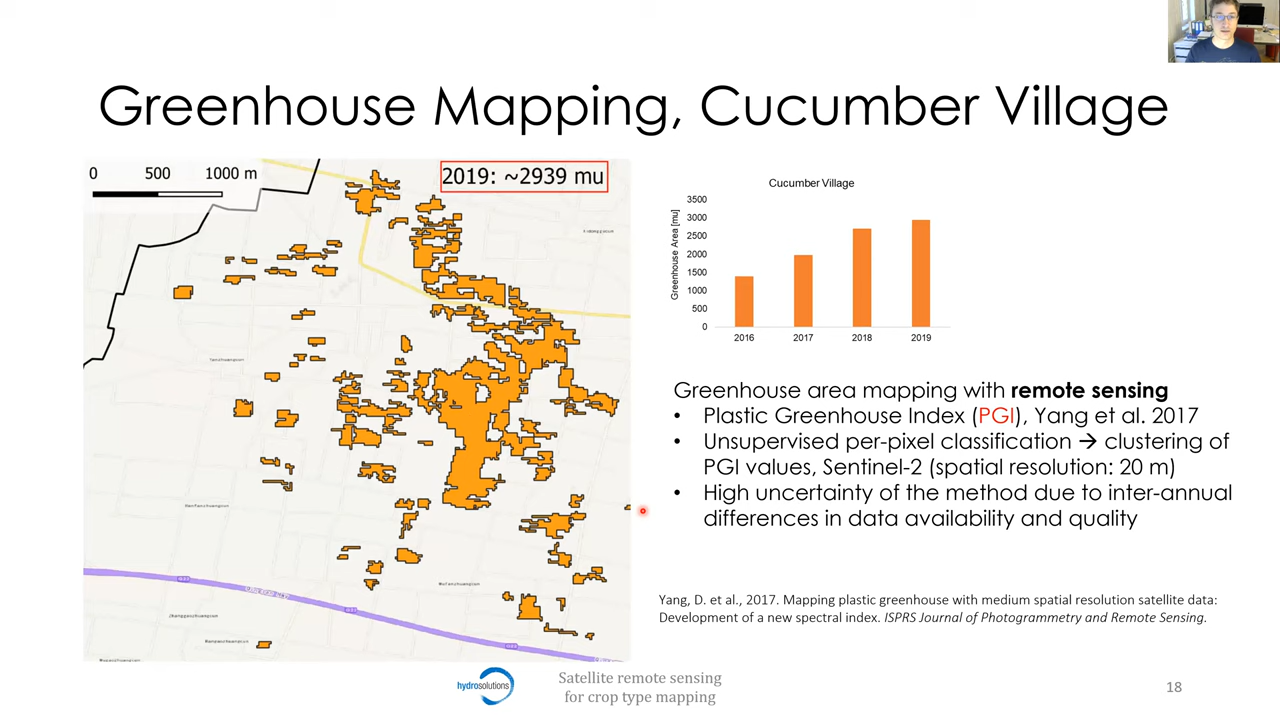 Greenhouse Mapping, Cucumber Village
0 500 1000 m
2019: ~2939 mu
Cucumber Village
Greenhouse Area [mu]
3500
3000
2500
2000
1500
1000
500
0
2016 2017 2018 2019
Greenhouse area mapping with remote sensing
• Plastic Greenhouse Index (PGI), Yang et al. 2017
• Unsupervised per-pixel classification → clustering of
PGI values, Sentinel-2 (spatial resolution: 20 m)
• High uncertainty of the method due to inter-annual
differences in data availability and quality
Yang, D. et al., 2017. Mapping plastic greenhouse with medium spatial resolution satellite data:
Development of a new spectral index. ISPRS Journal of Photogrammetry and Remote Sensing.
hydrosolutions
Satellite remote sensing
for crop type mapping
18